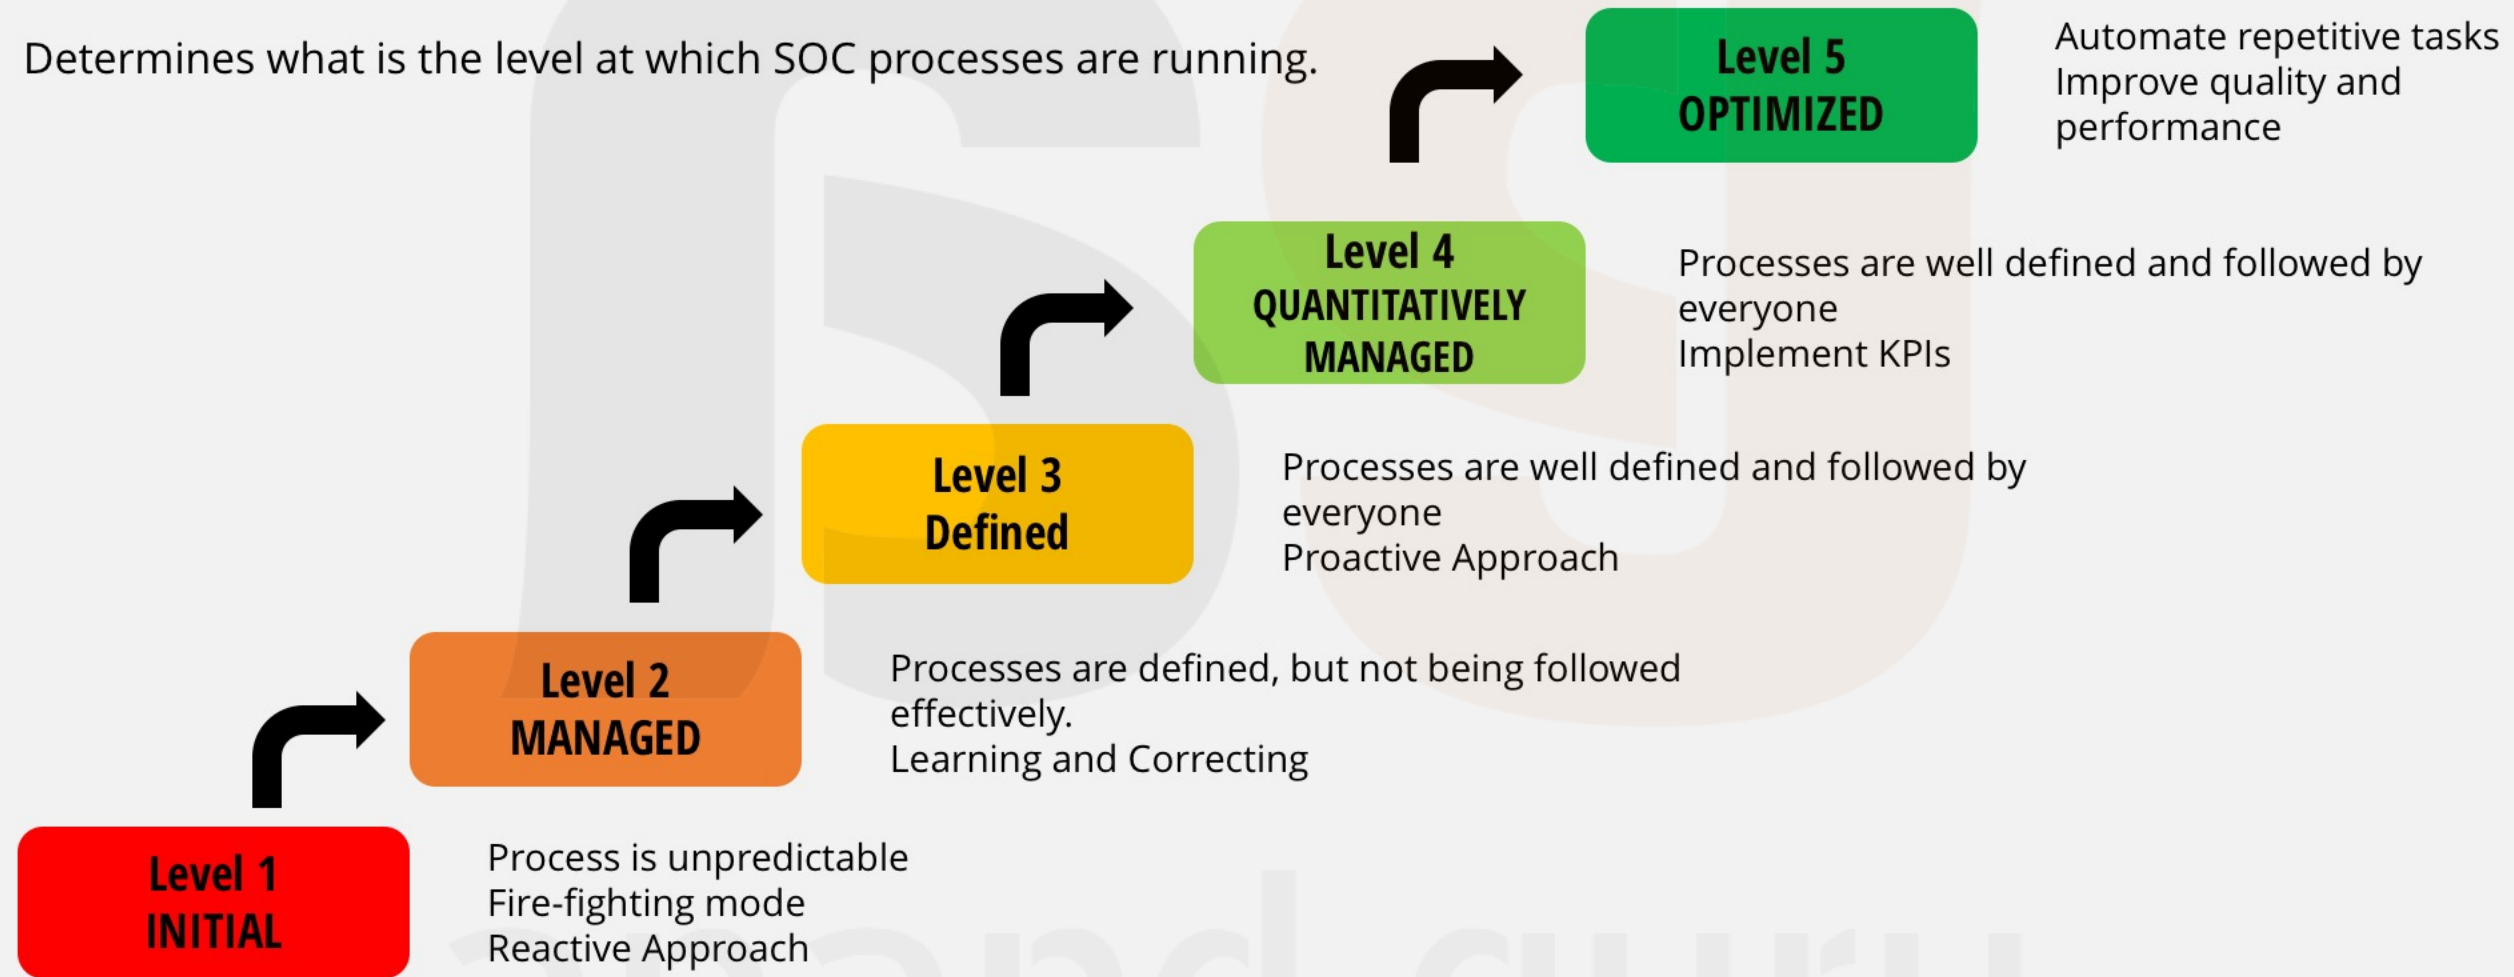 Determines what is the level at which SOC processes are running.
Level 5
OPTIMIZED
Automate repetitive tasks
Improve quality and
performance
Level 4
QUANTITATIVELY
MANAGED
Processes are well defined and followed by
everyone
Implement KPIs
Level 3
Defined
Processes are well defined and followed by
everyone
Proactive Approach
Level 2
MANAGED
Processes are defined, but not being followed
effectively.
Learning and Correcting
Level 1
INITIAL
Process is unpredictable
Fire-fighting mode
Reactive Approach